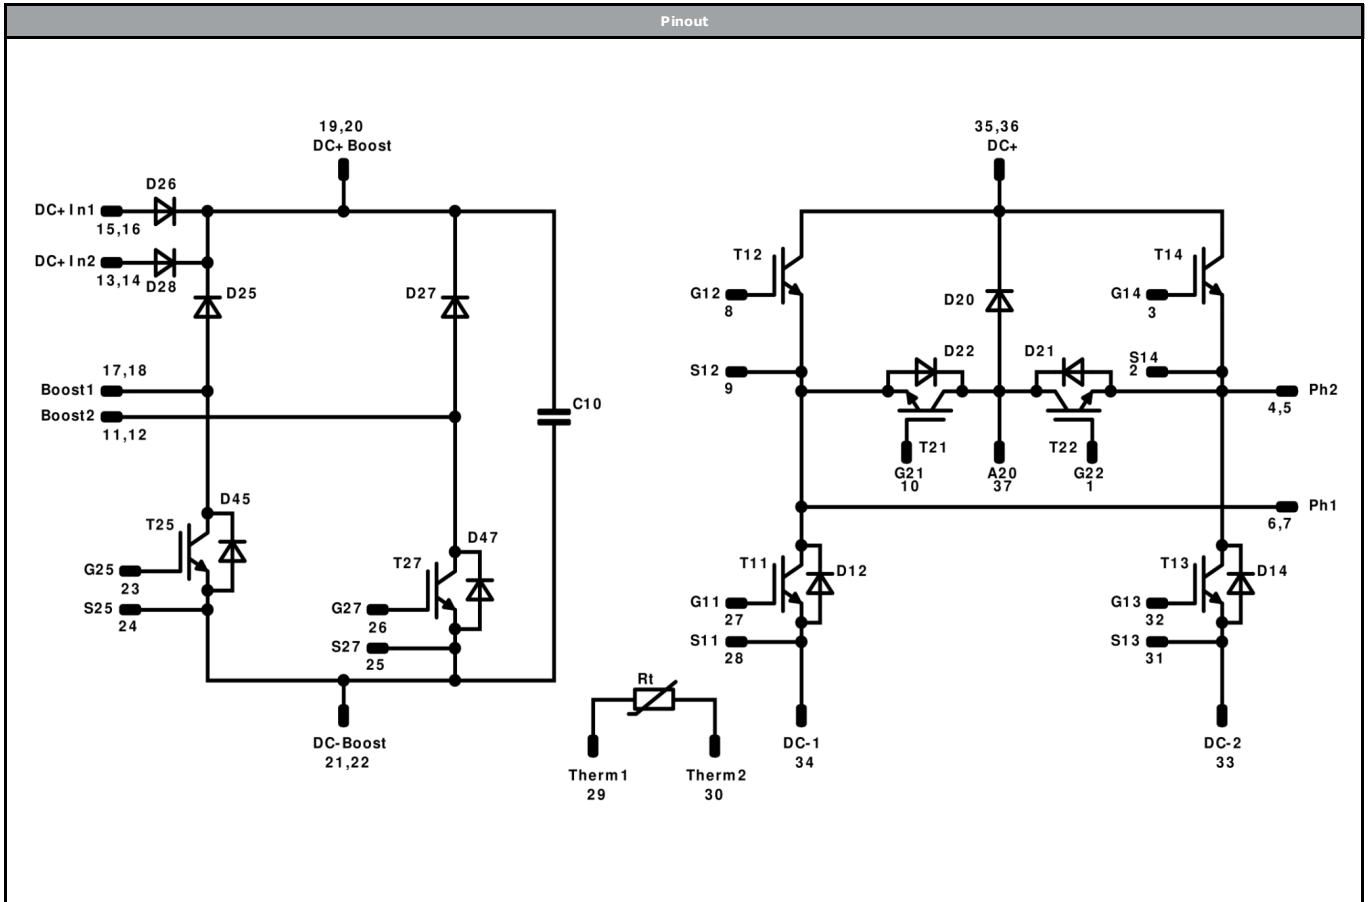 Pinout
19,20
DC+ Boost
35,36
DC+
D26
DC+ In1
15,16
DC+ In2
13,14
D28
D25
D27
T12
G12
8
D20
T14
G14
3
S12
9
D22
D21
S14
2
17,18
Boost1
Boost2
11,12
C10
Ph2
4,5
T21
G21
10
A20
37
T22
G22
1
Ph1
6,7
D45
T25
G25
23
S25
24
D47
T27
G27
26
S27
25
T11
D12
G11
27
S11
28
T13
D14
G13
32
S13
31
Rt
DC-Boost
21,22
Therm1
29
Therm2
30
DC-1
34
DC-2
33